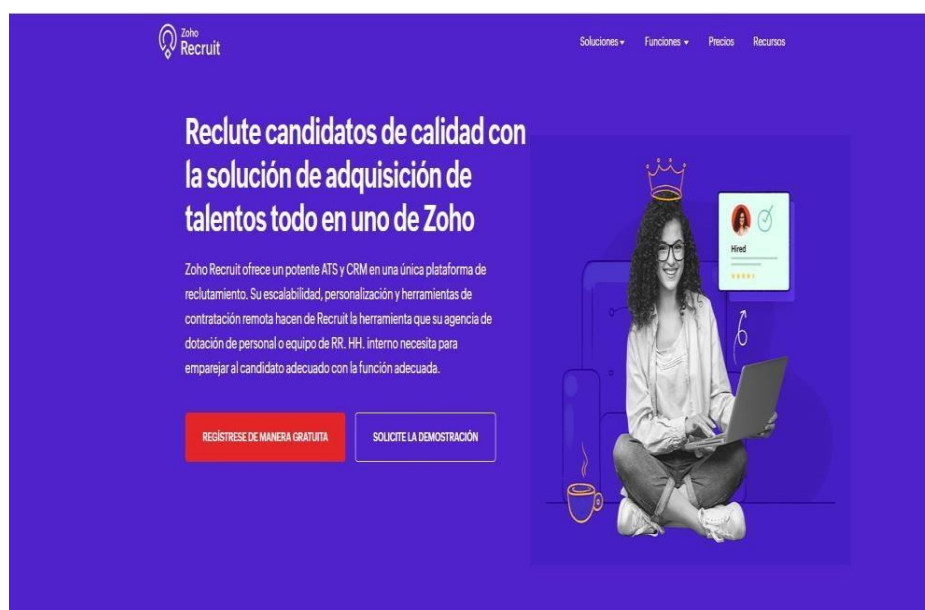 Zoho
Recruit
Soluciones
Funciones
Precios
Recursos
Reclute candidatos de calidad con
la solución de adquisición de
talentos todo en uno de Zoho
Zoho Recruit ofrece un potente ATS y CRM en una única plataforma de
reclutamiento. Su escalabilidad, personalización y herramientas de
contratación remota hacen de Recruit la herramienta que su agencia de
dotación de personal o equipo de RR. HH. interno necesita para
emparejar al candidato adecuado con la función adecuada.
REGÍSTRESE DE MANERA GRATUITA
SOLICITE LA DEMOSTRACIÓN
Hired